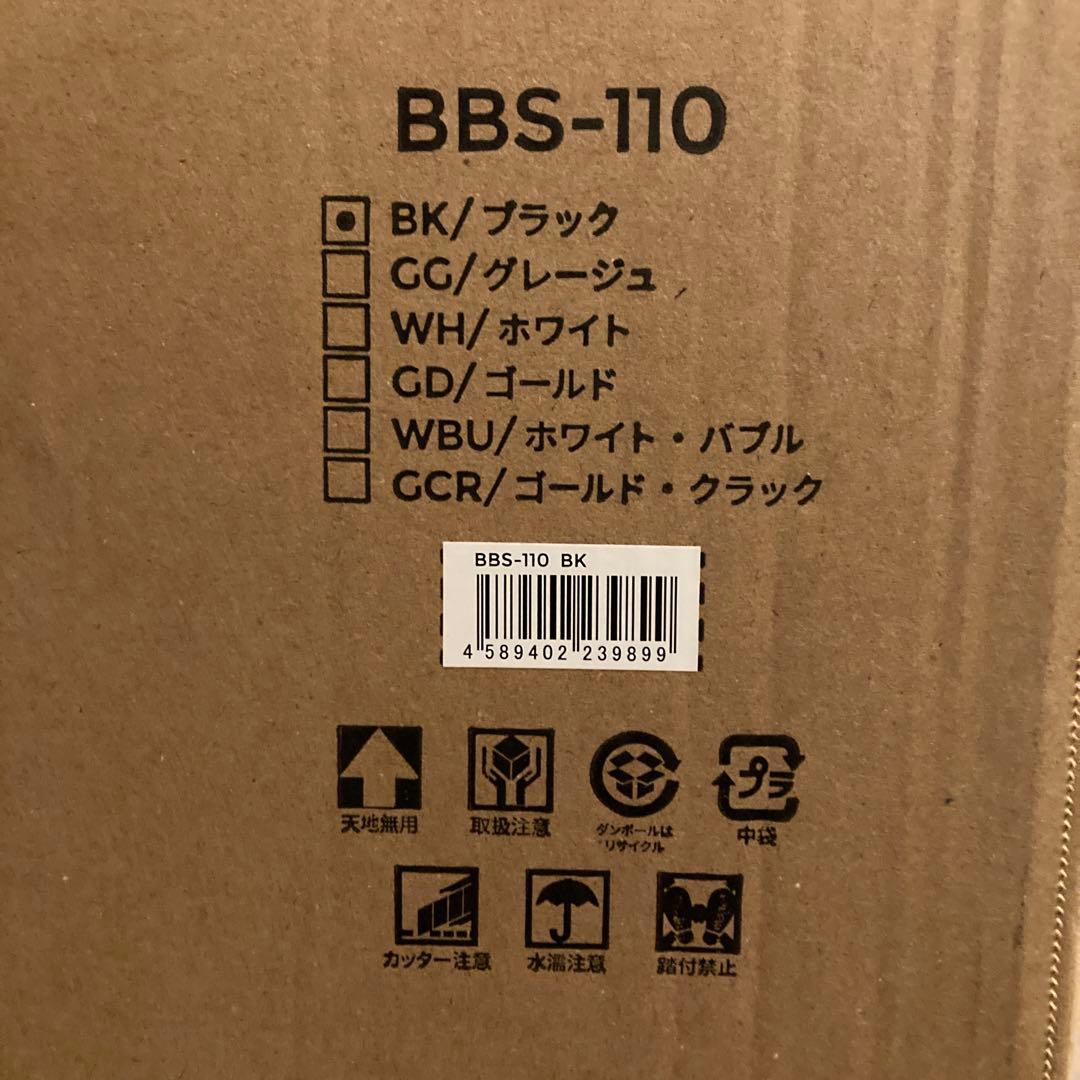 BBS-110
BK/ブラック
GG/グレージュ
WH/ホワイト
GD/ゴールド
WBU/ホワイト・バブル
GCR/ゴールド・クラック
BBS-110 BK
4 589402 239899
天地無用
取扱注意
ダンボールは
リサイクル
プラ
中袋
カッター注意
水濡注意
踏付禁止